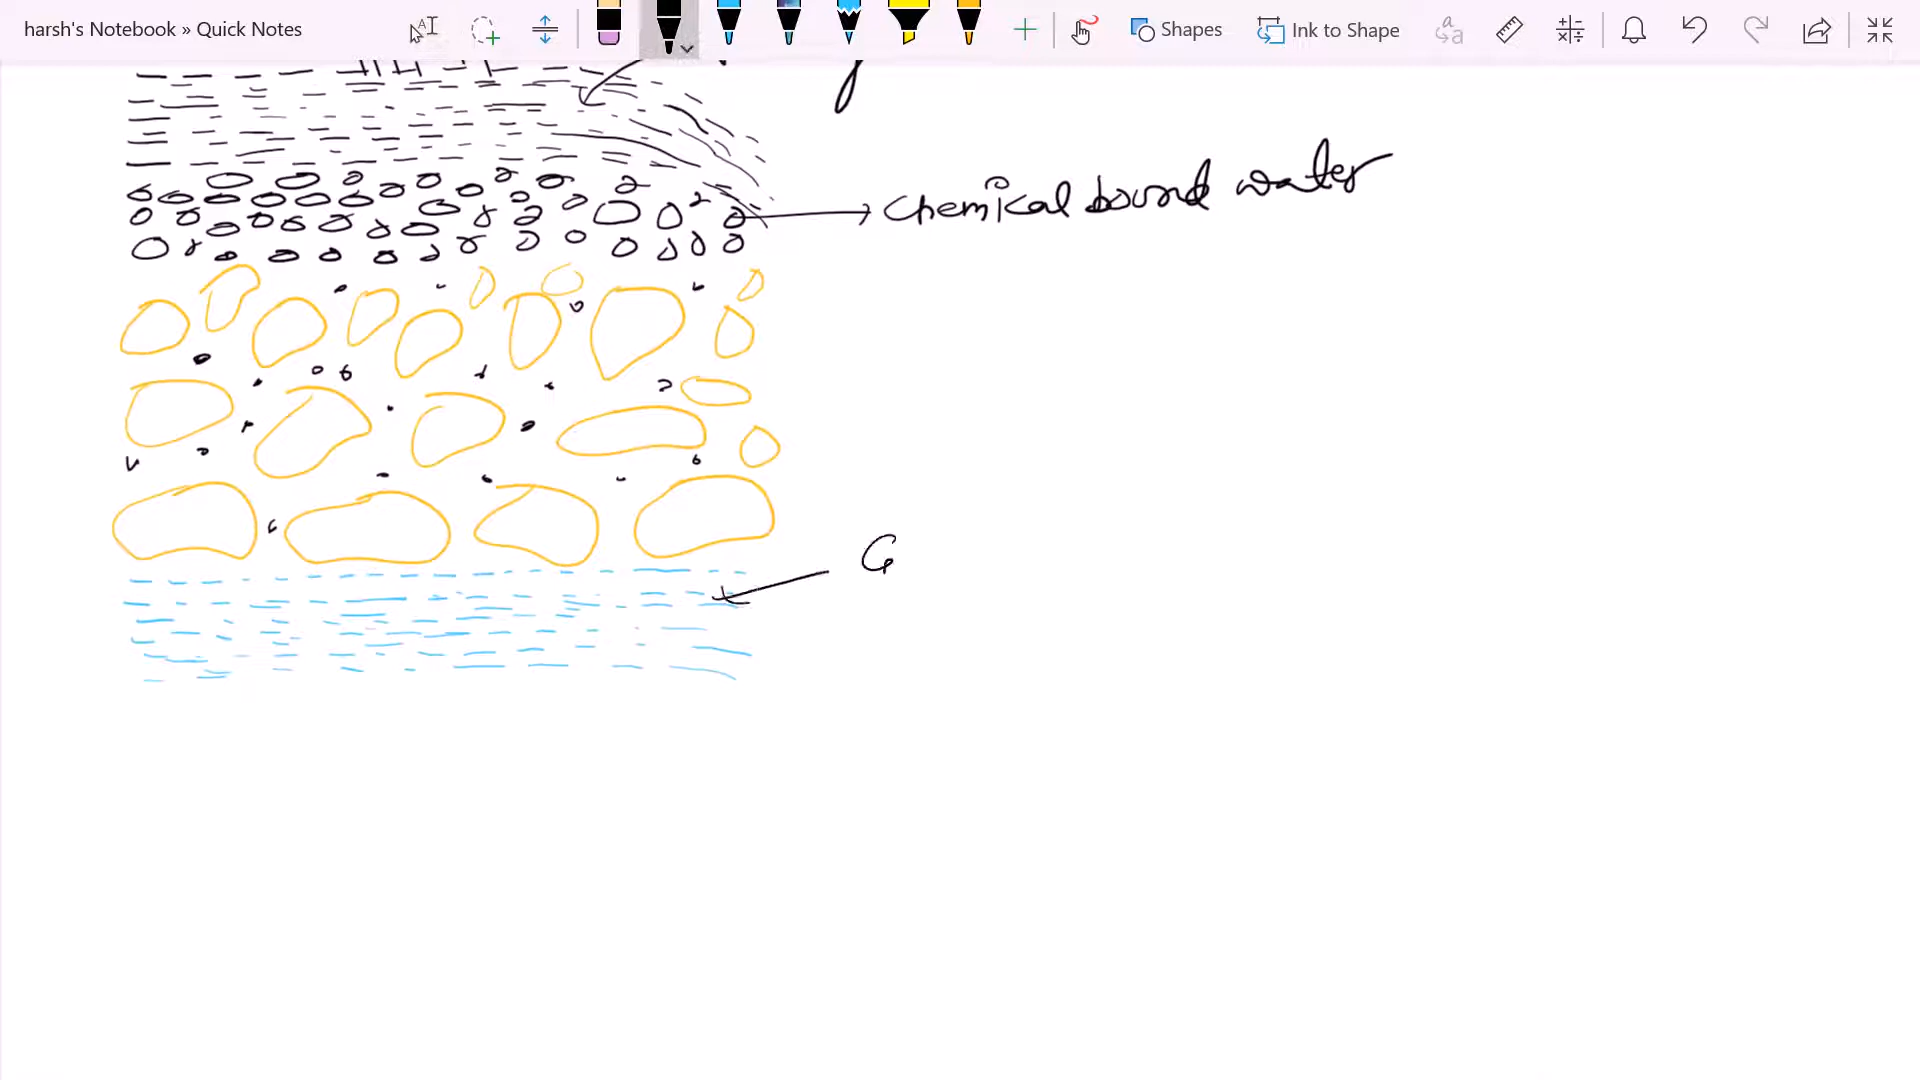 harsh's Notebook » Quick Notes
Shapes
Ink to Shape
Chemical bound water
G